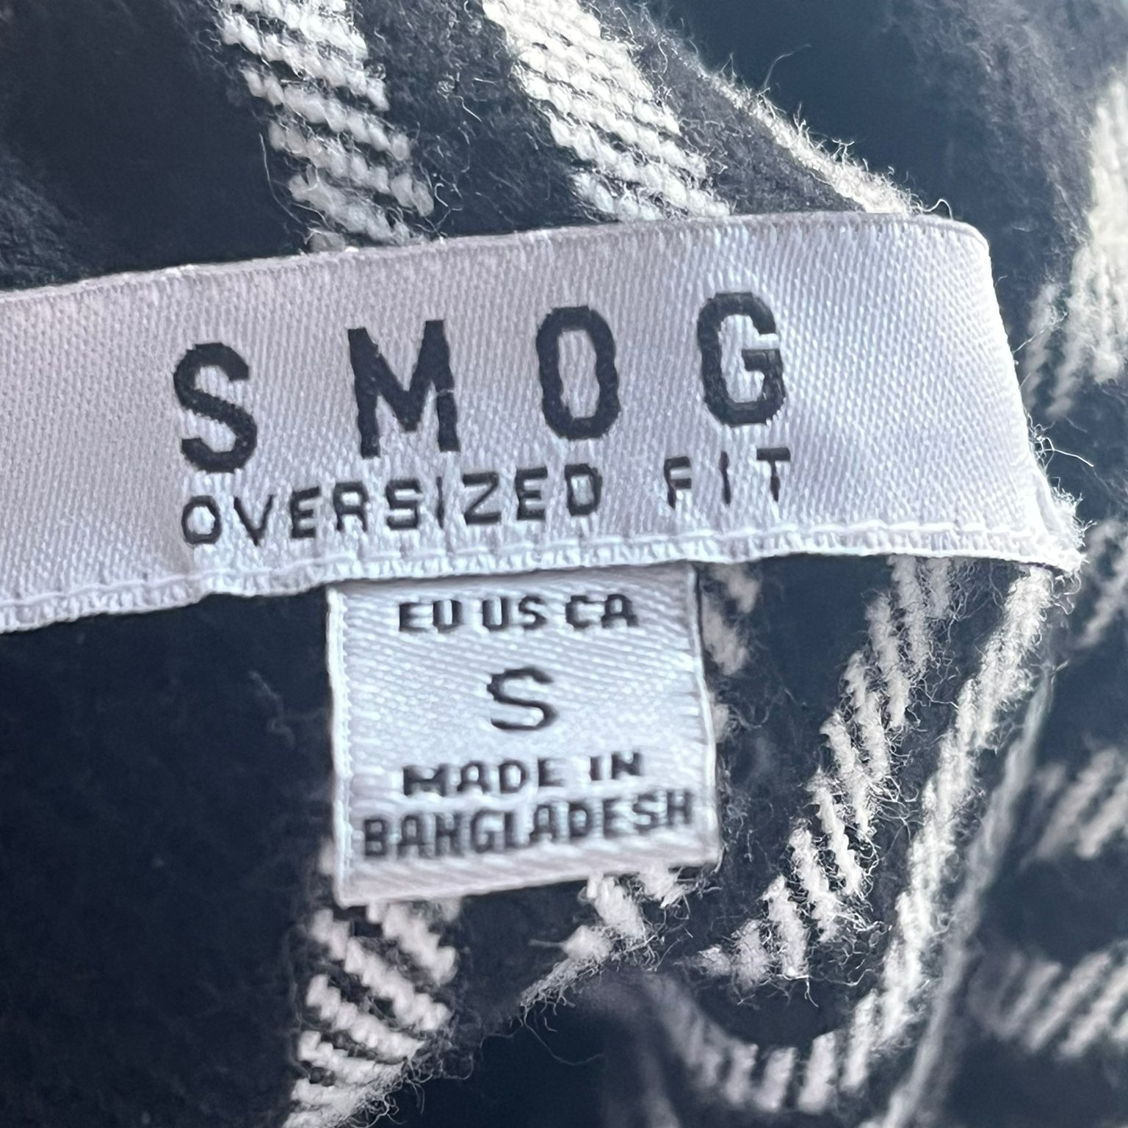 SMOG
OVERSIZED FIT
EU US CA
S
MADE IN
BANGLADESH